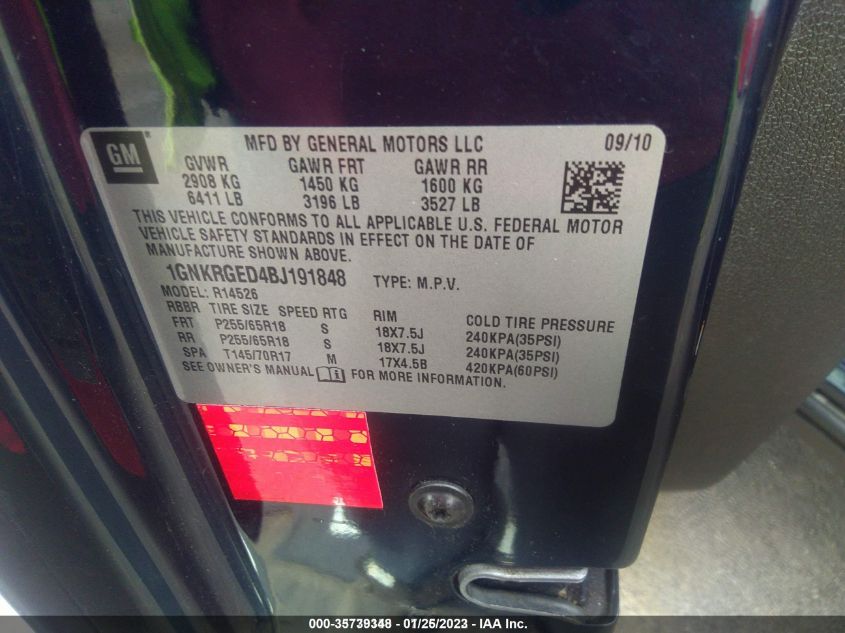 GM
MFD BY GENERAL MOTORS LLC 09/10
GVWR GAWR FRT GAWR RR
2908 KG 1450 KG 1600 KG
6411 LB 3196 LB 3527 LB
THIS VEHICLE CONFORMS TO ALL APPLICABLE U.S. FEDERAL MOTOR
VEHICLE SAFETY STANDARDS IN EFFECT ON THE DATE OF
MANUFACTURE SHOWN ABOVE.
1GNKRGED4BJ191848 TYPE: M.P.V.
MODEL: R14526
RBBR TIRE SIZE SPEED RTG RIM COLD TIRE PRESSURE
FRT P255/65R18 S 18X7.5J 240KPA(35PSI)
RR P255/65R18 S 18X7.5J 240KPA(35PSI)
SPA T145/70R17 M 17X4.5B 420KPA(60PSI)
SEE OWNER'S MANUAL FOR MORE INFORMATION.
000-35739348 - 01/25/2023 - IAA Inc.